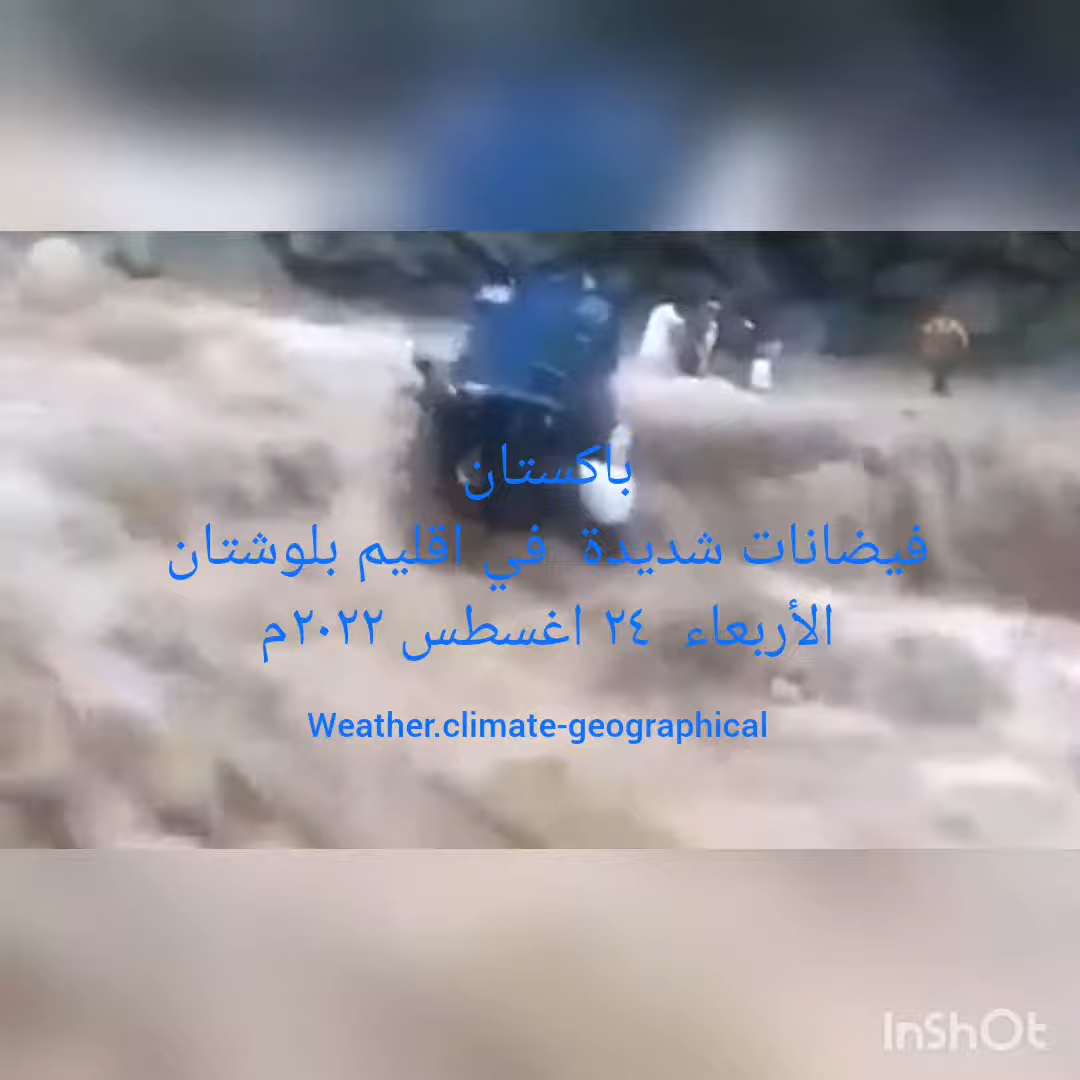 باكستان
فيضانات شديدة في اقليم بلوشتان
الأربعاء ٢٤ اغسطس ٢٠٢٢م
Weather.climate-geographical
InShOt